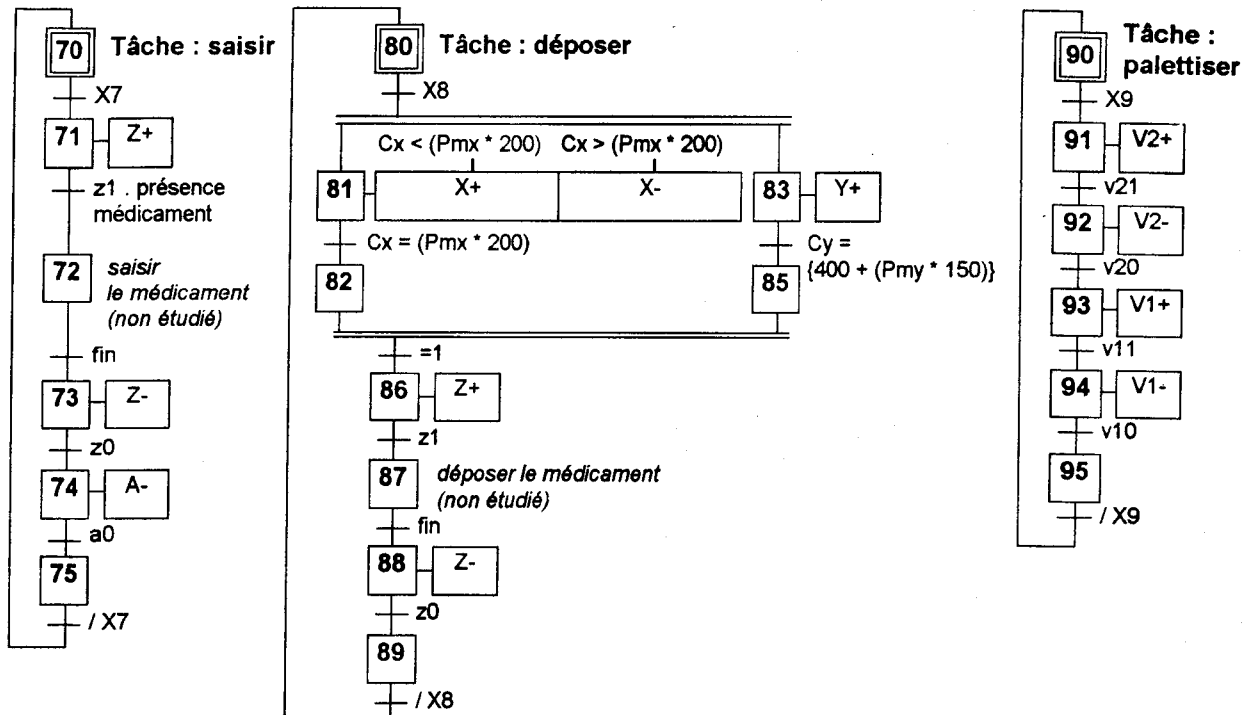 70
Tâche : saisir
X7
71
Z+
z1 . présence
médicament
72
saisir
le médicament
(non étudié)
fin
73
Z-
z0
74
A-
a0
75
/ X7
80
Tâche : déposer
X8
Cx < (Pmx * 200)
Cx > (Pmx * 200)
81
X+
X-
83
Y+
Cx = (Pmx * 200)
Cy =
{400 + (Pmy * 150)}
82
85
=1
86
Z+
z1
87
déposer le médicament
(non étudié)
fin
88
Z-
z0
89
/ X8
90
Tâche :
palettiser
X9
91
V2+
v21
92
V2-
v20
93
V1+
v11
94
V1-
v10
95
/ X9